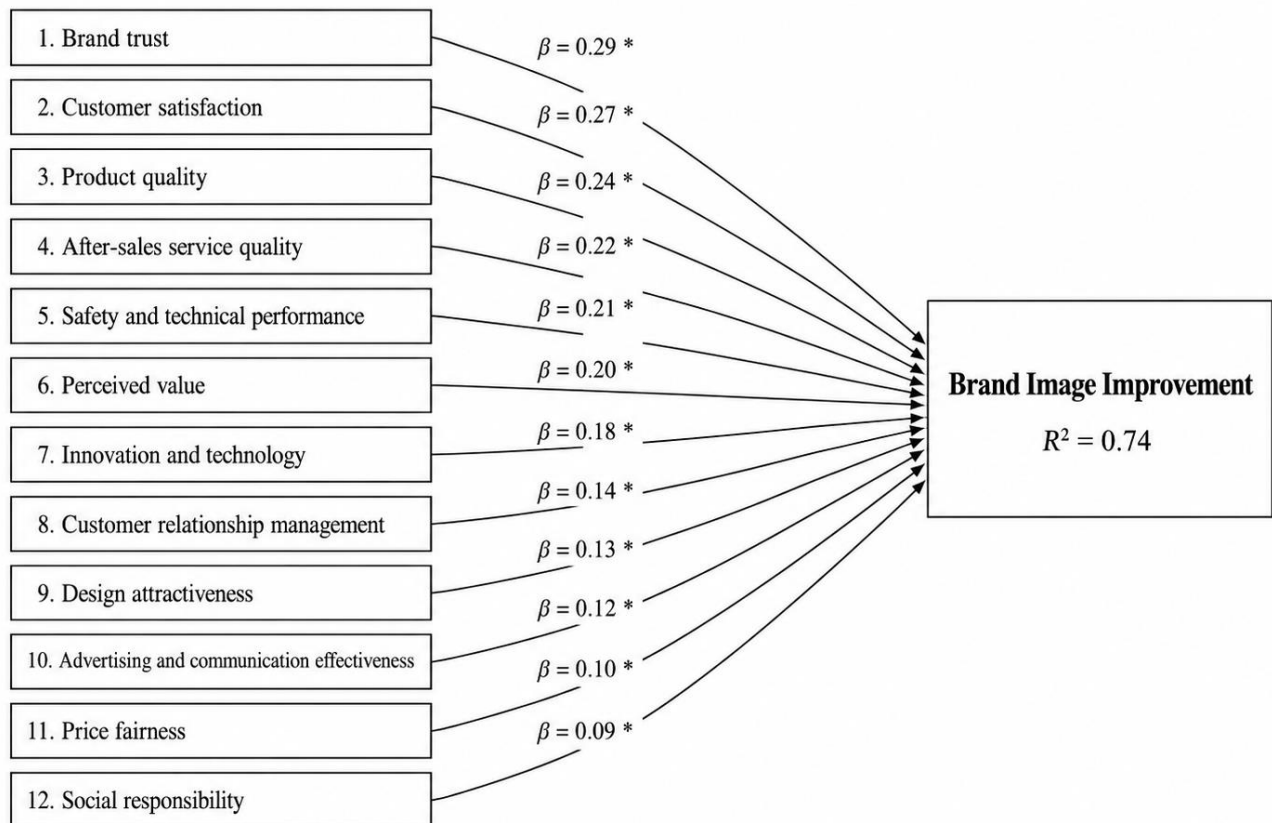 1. Brand trust
β = 0.29 *
2. Customer satisfaction
β = 0.27 *
3. Product quality
β = 0.24 *
4. After-sales service quality
β = 0.22 *
5. Safety and technical performance
β = 0.21 *
6. Perceived value
β = 0.20 *
7. Innovation and technology
β = 0.18 *
8. Customer relationship management
β = 0.14 *
9. Design attractiveness
β = 0.13 *
10. Advertising and communication effectiveness
β = 0.12 *
11. Price fairness
β = 0.10 *
12. Social responsibility
β = 0.09 *
Brand Image Improvement
R² = 0.74